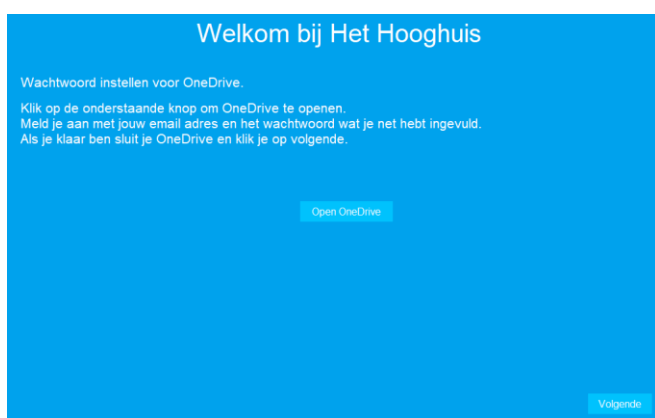 Welkom bij Het Hooghuis
Wachtwoord instellen voor OneDrive.
Klik op de onderstaande knop om OneDrive te openen.
Meld je aan met jouw email adres en het wachtwoord wat je net hebt ingevuld.
Als je klaar ben sluit je OneDrive en klik je op volgende.
Open OneDrive
Volgende